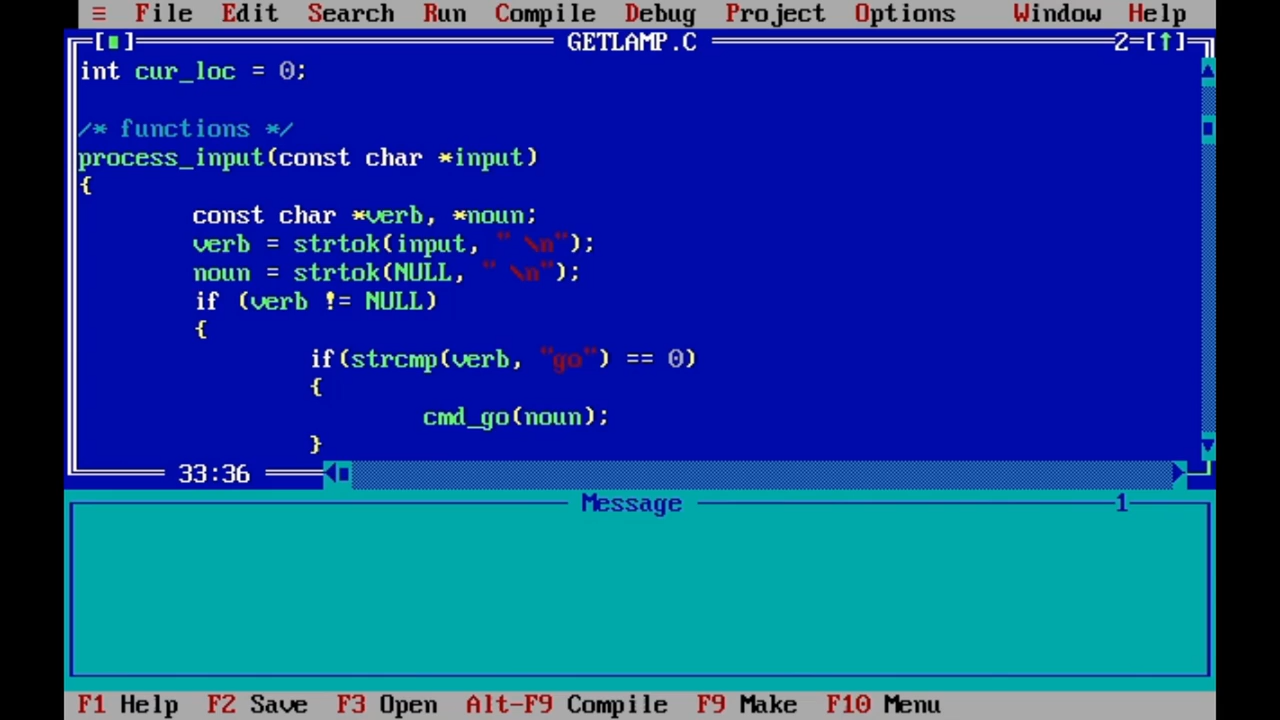 ≡ File Edit Search Run Compile Debug Project Options Window Help
[■] GETLAMP.C 2=[↑]
int cur_loc = 0;
/* functions */
process_input(const char *input)
{
const char *verb, *noun;
verb = strtok(input, " \n");
noun = strtok(NULL, " \n");
if (verb != NULL)
{
if(strcmp(verb, "go") == 0)
{
cmd_go(noun);
}
33:36
Message 1
F1 Help F2 Save F3 Open Alt-F9 Compile F9 Make F10 Menu